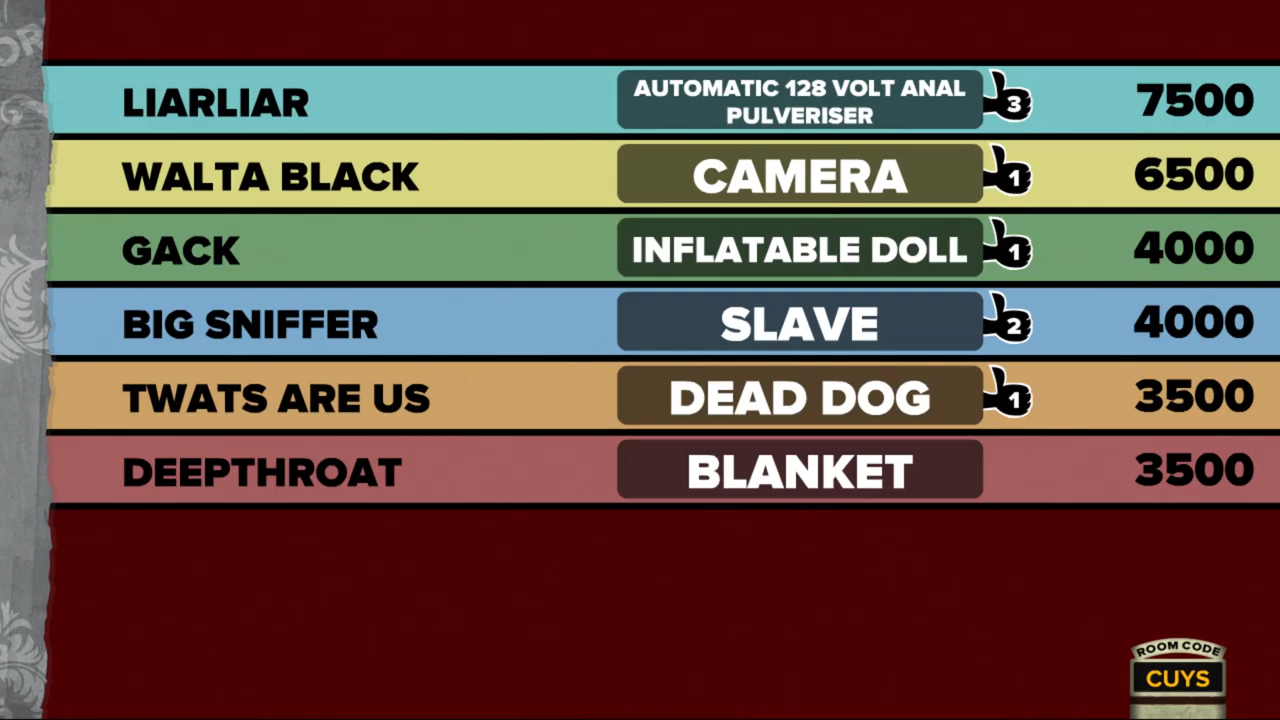 LIARLIAR
AUTOMATIC 128 VOLT ANAL
PULVERISER
3
7500
WALTA BLACK
CAMERA
1
6500
GACK
INFLATABLE DOLL
1
4000
BIG SNIFFER
SLAVE
2
4000
TWATS ARE US
DEAD DOG
1
3500
DEEPTHROAT
BLANKET
3500
ROOM CODE
CUYS